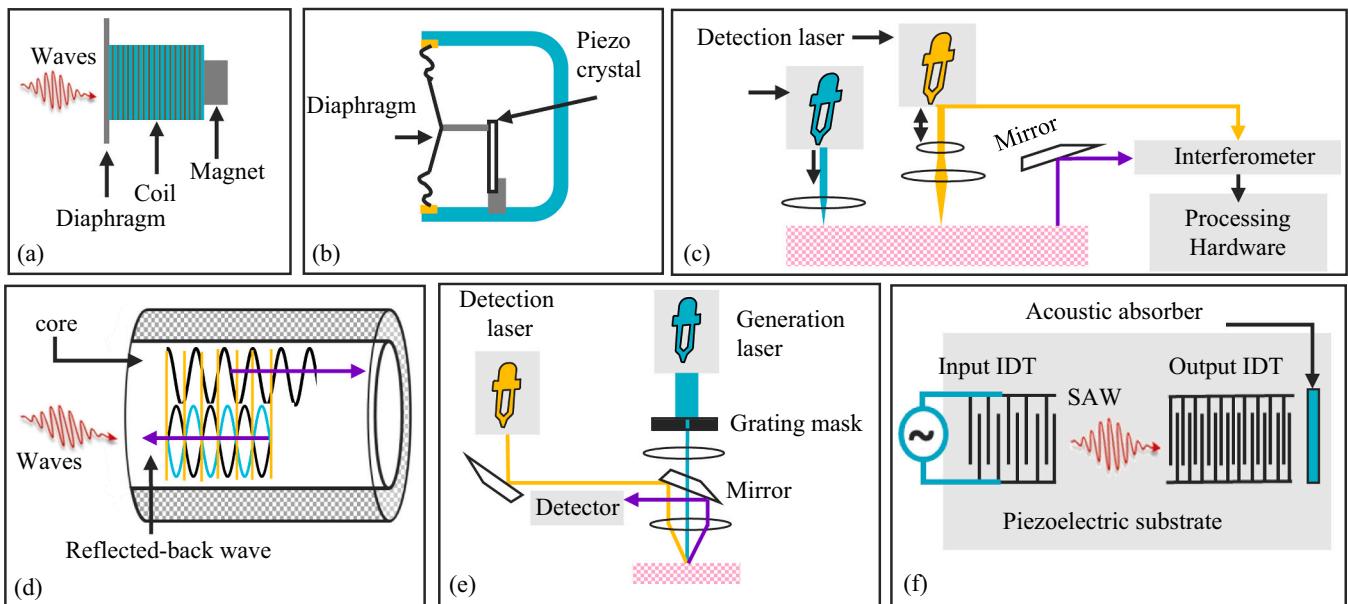 Waves
Magnet
Coil
Diaphragm
(a)
Piezo
crystal
Diaphragm
(b)
Detection laser
Mirror
Interferometer
Processing
Hardware
(c)
core
Waves
Reflected-back wave
(d)
Detection
laser
Generation
laser
Grating mask
Mirror
Detector
(e)
Acoustic absorber
Input IDT
Output IDT
SAW
~
Piezoelectric substrate
(f)